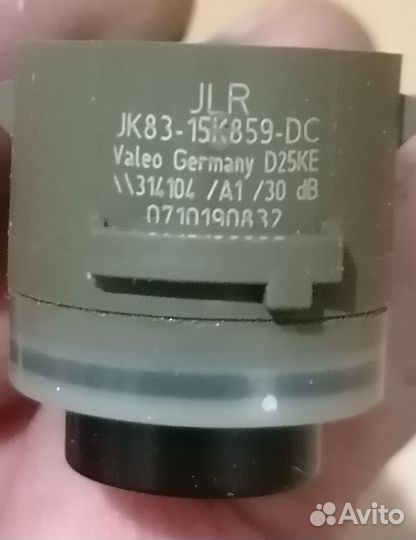 JLR
JK83-15K859-DC
Valeo Germany D25KE
\\314104 /A1 /30 dB
0710190832
Avito